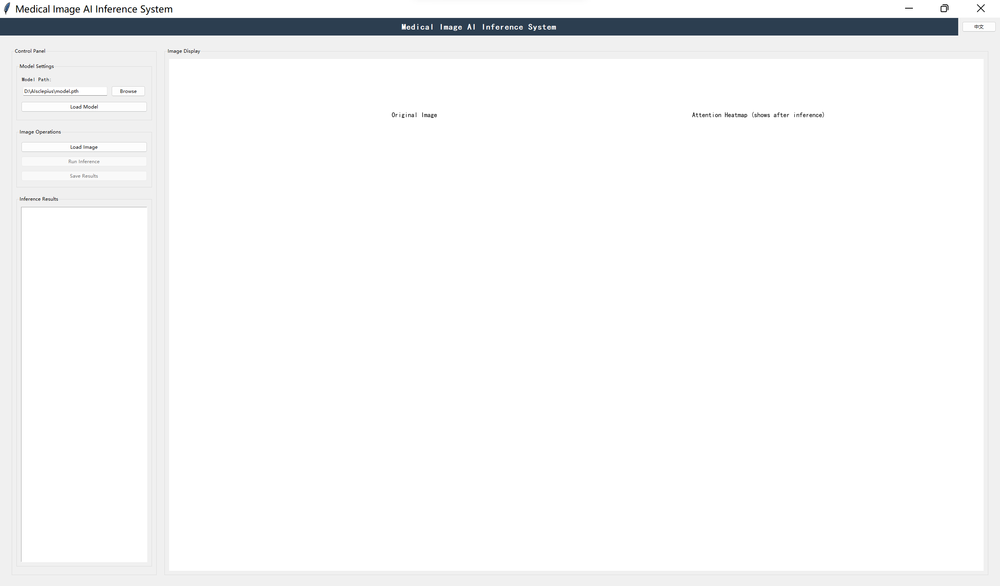 Medical Image AI Inference System
Medical Image AI Inference System
中文
Control Panel
Model Settings
Model Path:
D:\AIsclepius\model.pth
Browse
Load Model
Image Operations
Load Image
Run Inference
Save Results
Inference Results
Image Display
Original Image
Attention Heatmap (shows after inference)